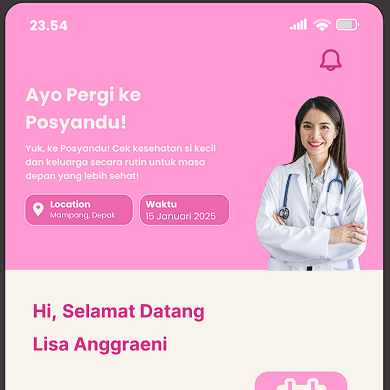 23.54
Ayo Pergi ke
Posyandu!
Yuk, ke Posyandu! Cek kesehatan si kecil
dan keluarga secara rutin untuk masa
depan yang lebih sehat!
Location
Mampang, Depok
Waktu
15 Januari 2025
Hi, Selamat Datang
Lisa Anggraeni